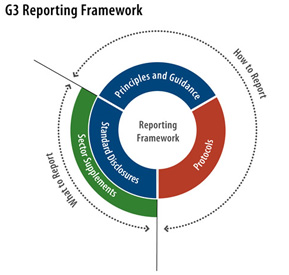 G3 Reporting Framework
How to Report
Principles and Guidance
Reporting
Framework
Standard Disclosures
Sector Supplements
Protocols
What to Report